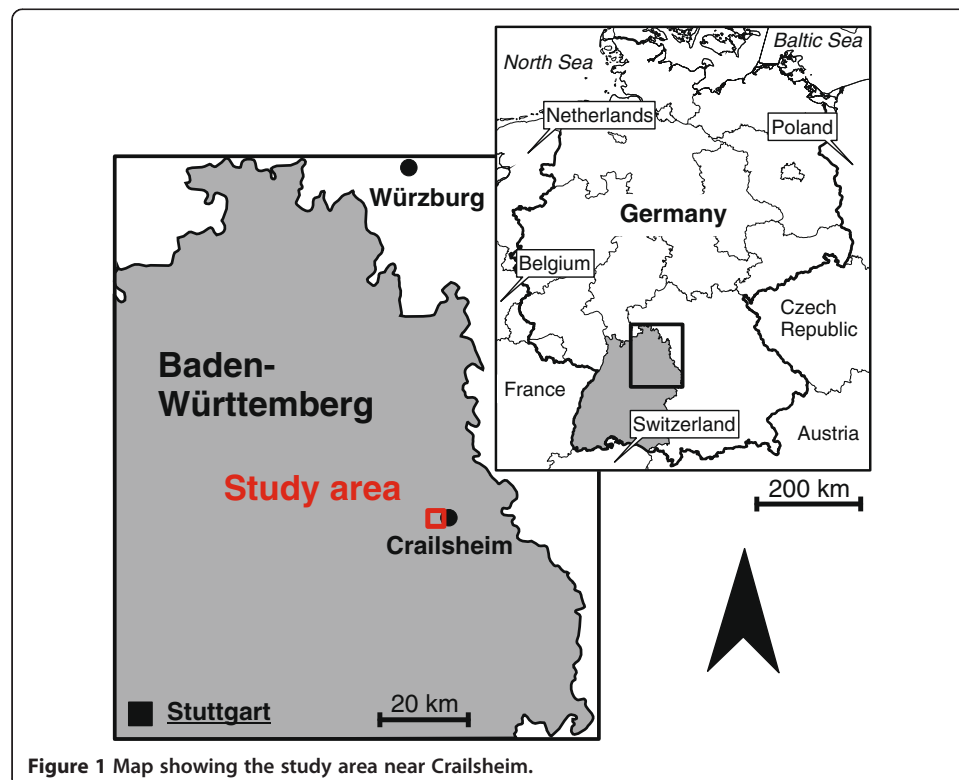 North Sea
Baltic Sea
Netherlands
Poland
Germany
Belgium
Czech
Republic
France
Switzerland
Austria
200 km
Würzburg
Baden-
Württemberg
Study area
Crailsheim
Stuttgart
20 km
Figure 1 Map showing the study area near Crailsheim.